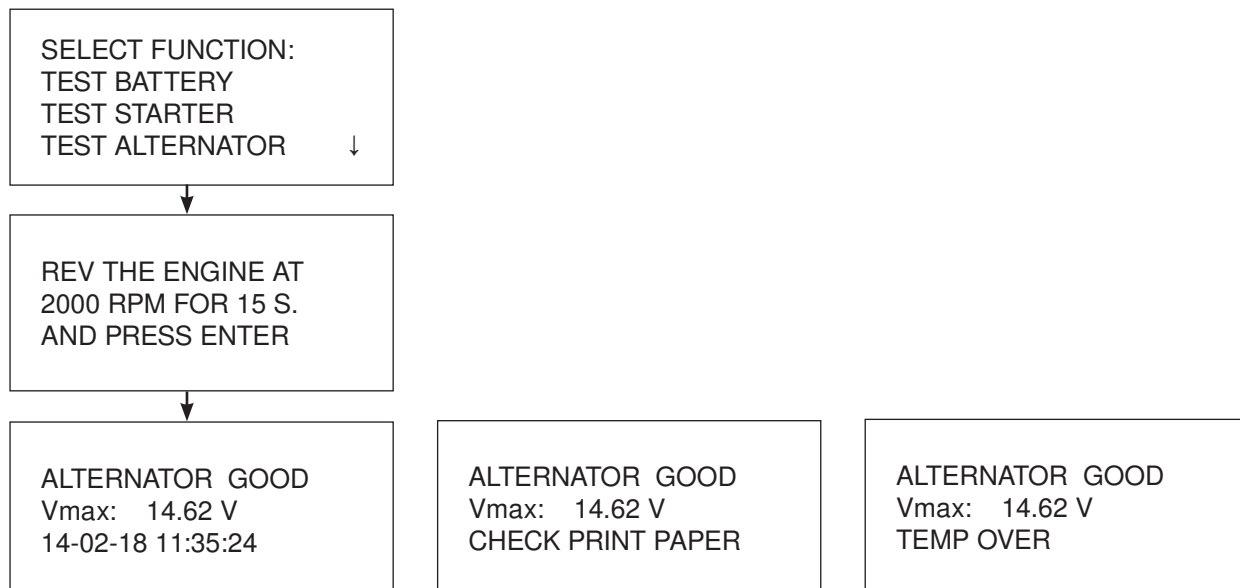 SELECT FUNCTION:
TEST BATTERY
TEST STARTER
TEST ALTERNATOR ↓
REV THE ENGINE AT
2000 RPM FOR 15 S.
AND PRESS ENTER
ALTERNATOR GOOD
Vmax: 14.62 V
14-02-18 11:35:24
ALTERNATOR GOOD
Vmax: 14.62 V
CHECK PRINT PAPER
ALTERNATOR GOOD
Vmax: 14.62 V
TEMP OVER